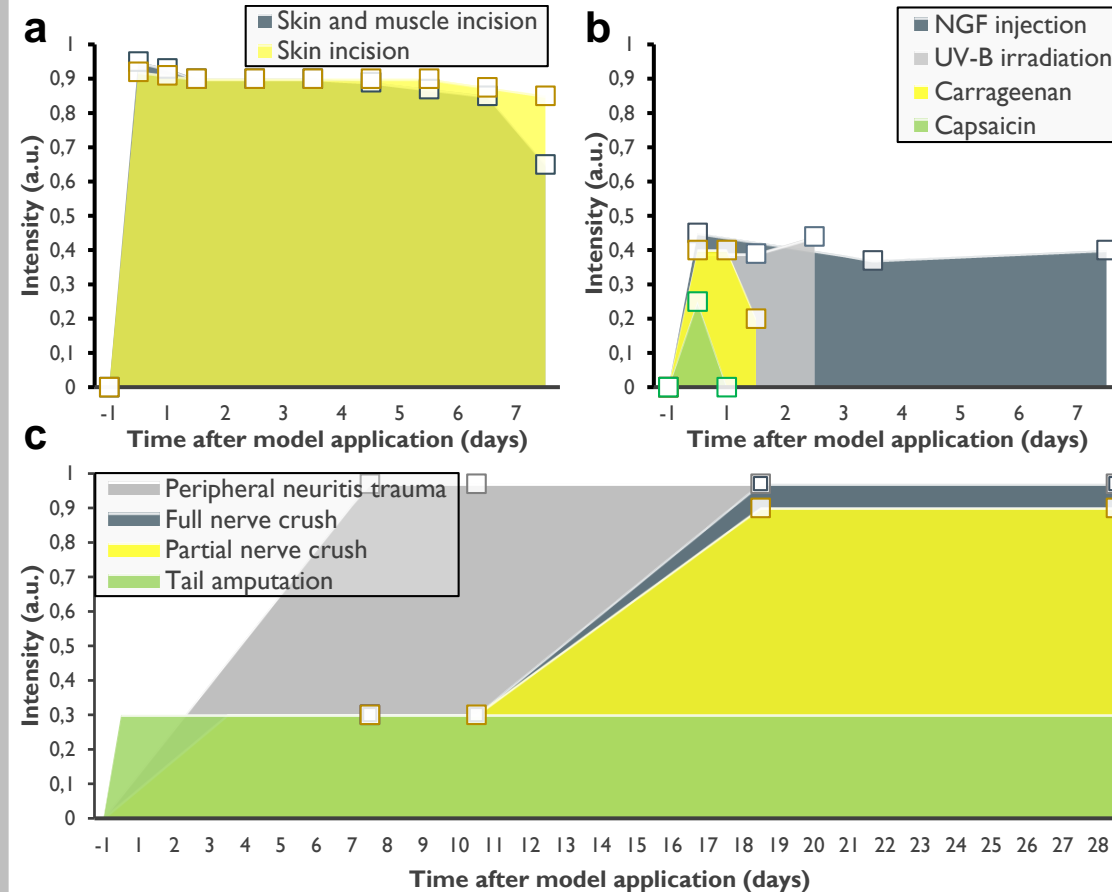 a
Skin and muscle incision
Skin incision
Intensity (a.u.)
1
0,9
0,8
0,7
0,6
0,5
0,4
0,3
0,2
0,1
0
-1 1 2 3 4 5 6 7
Time after model application (days)
b
NGF injection
UV-B irradiation
Carrageenan
Capsaicin
Intensity (a.u.)
1
0,9
0,8
0,7
0,6
0,5
0,4
0,3
0,2
0,1
0
-1 1 2 3 4 5 6 7
Time after model application (days)
c
Peripheral neuritis trauma
Full nerve crush
Partial nerve crush
Tail amputation
Intensity (a.u.)
1
0,9
0,8
0,7
0,6
0,5
0,4
0,3
0,2
0,1
0
-1 1 2 3 4 5 6 7 8 9 10 11 12 13 14 15 16 17 18 19 20 21 22 23 24 25 26 27 28
Time after model application (days)